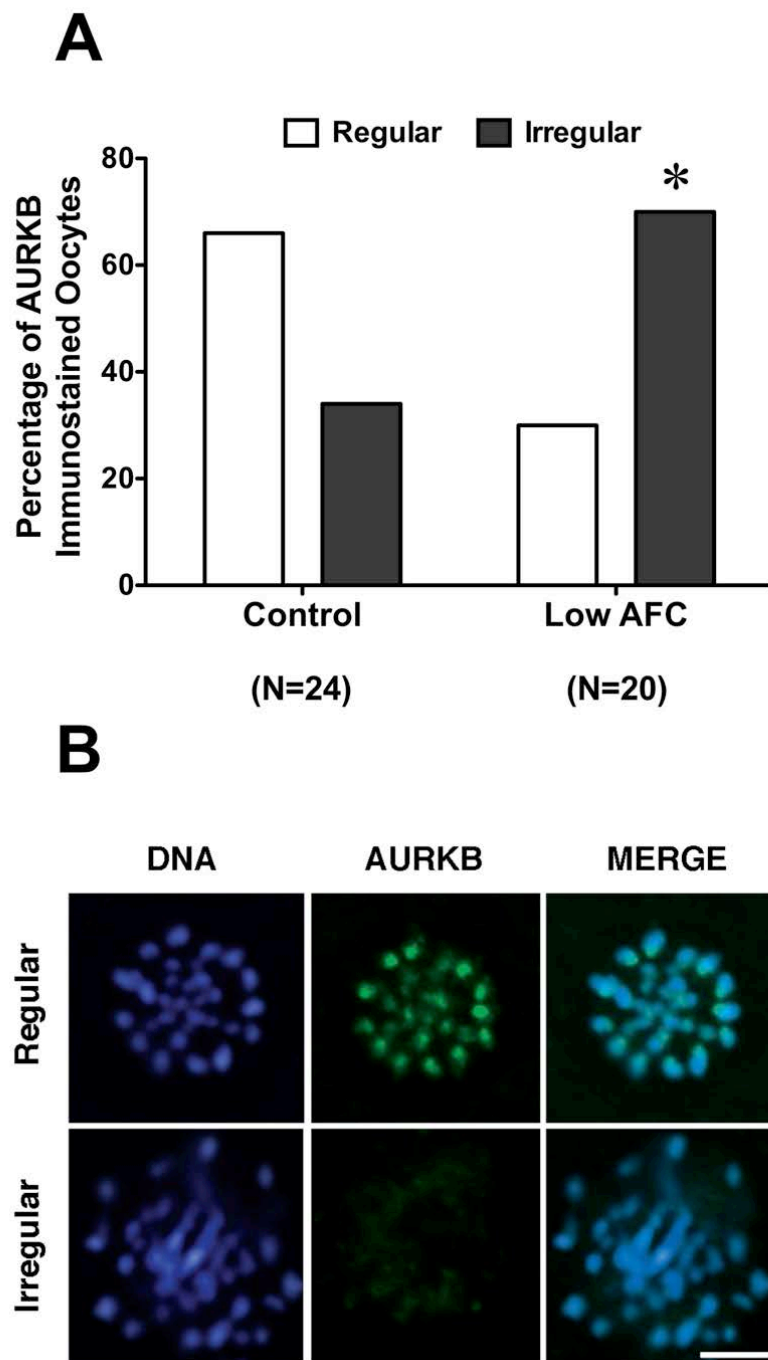 A
Regular Irregular
Percentage of AURKB
Immunostained Oocytes
80
60
40
20
0
*
Control Low AFC
(N=24) (N=20)
B
DNA AURKB MERGE
Regular
Irregular